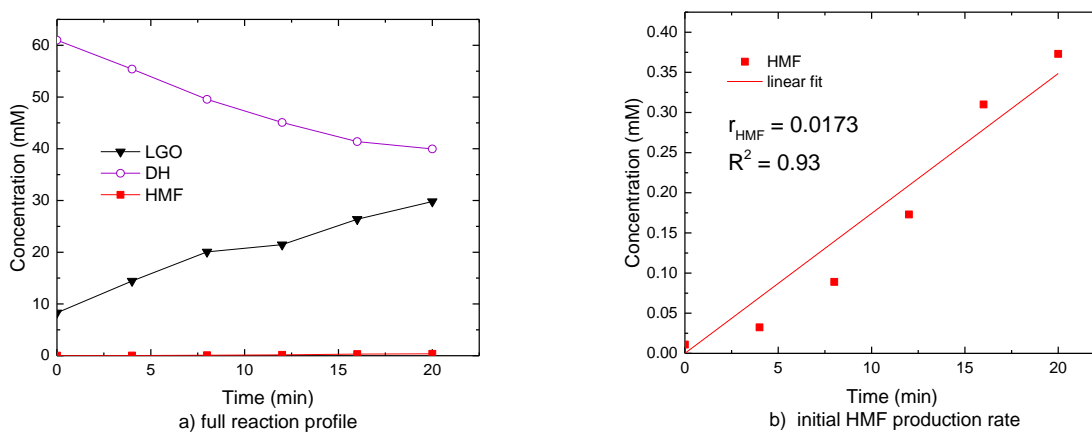 60
50
40
30
20
10
0
Concentration (mM)
LGO
DH
HMF
0 5 10 15 20
Time (min)
a) full reaction profile
0.40
0.35
0.30
0.25
0.20
0.15
0.10
0.05
0.00
Concentration (mM)
HMF
linear fit
r_HMF = 0.0173
R² = 0.93
0 5 10 15 20
Time (min)
b) initial HMF production rate